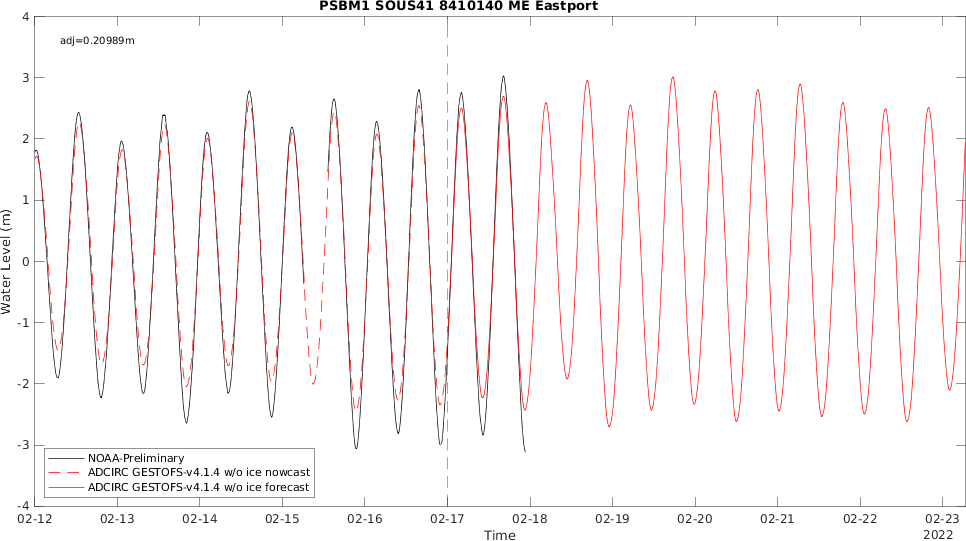 PSBM1 SOUS41 8410140 ME Eastport
adj=0.20989m
4
3
2
1
0
-1
-2
-3
-4
Water Level (m)
NOAA-Preliminary
ADCIRC GESTOFS-v4.1.4 w/o ice nowcast
ADCIRC GESTOFS-v4.1.4 w/o ice forecast
02-12 02-13 02-14 02-15 02-16 02-17 02-18 02-19 02-20 02-21 02-22 02-23
Time
2022